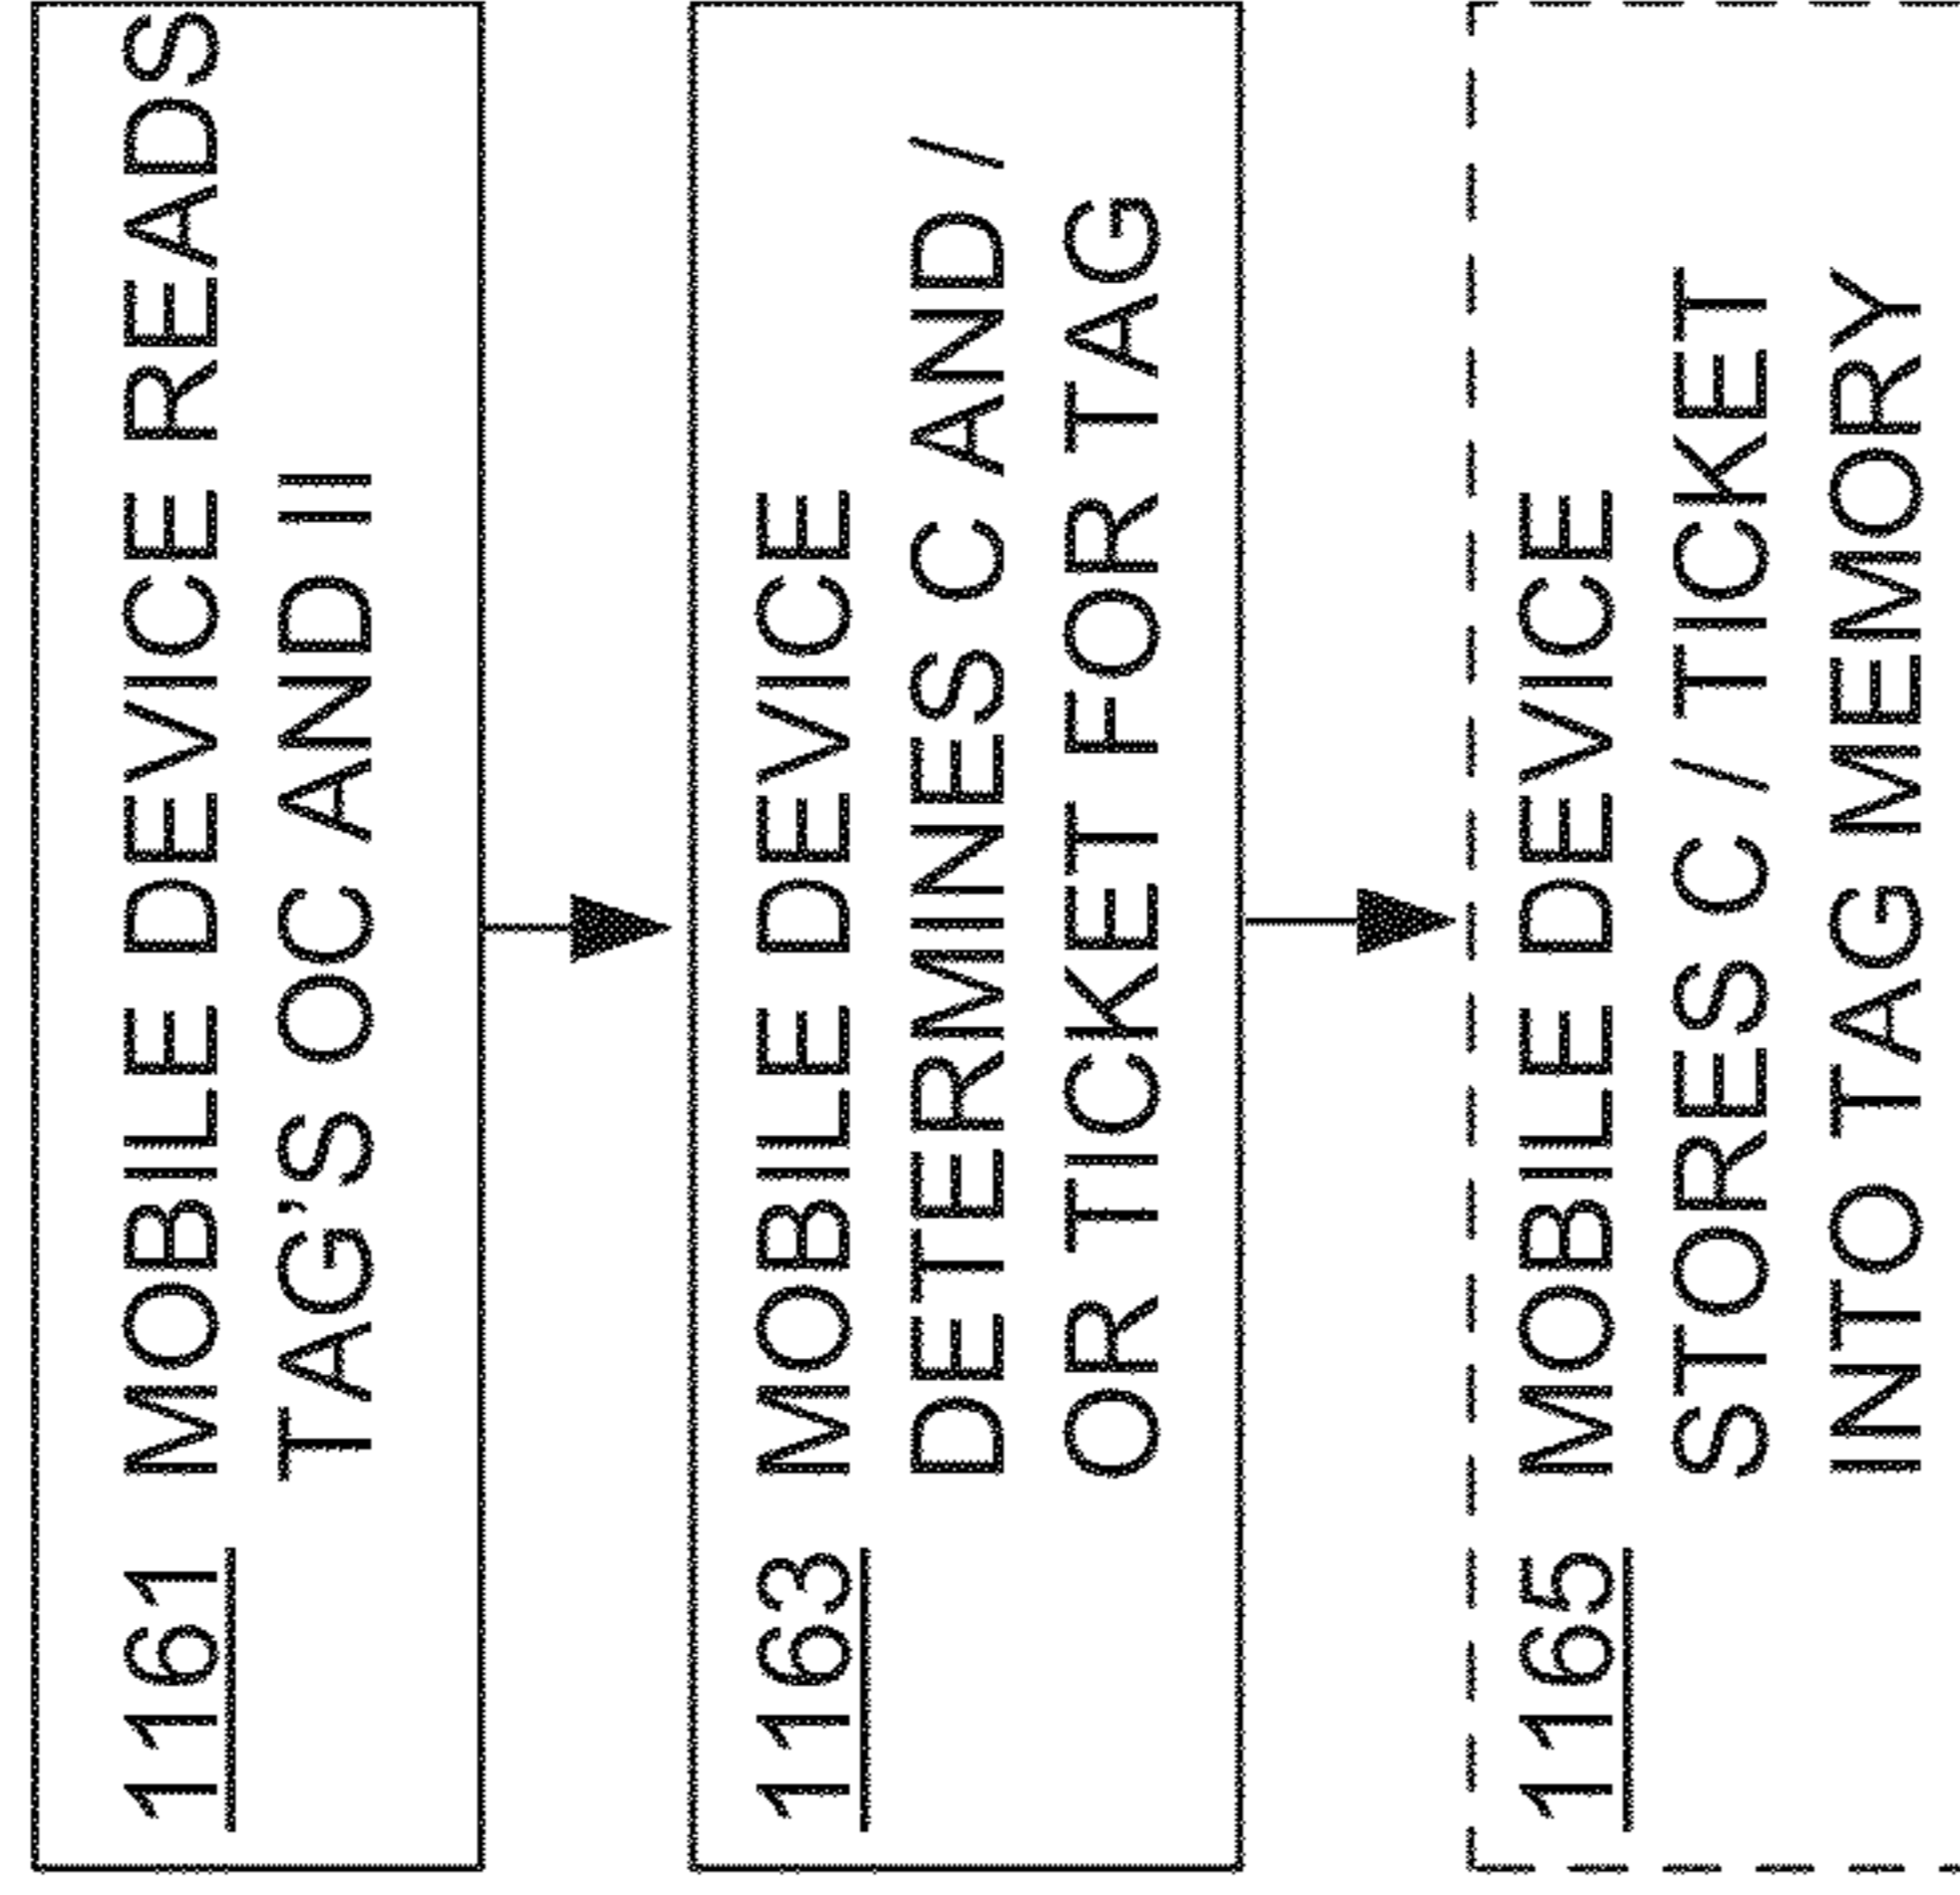 1161 MOBILE DEVICE READS
TAG'S OC AND II
1163 MOBILE DEVICE
DETERMINES C AND /
OR TICKET FOR TAG
1165 MOBILE DEVICE
STORES C / TICKET
INTO TAG MEMORY